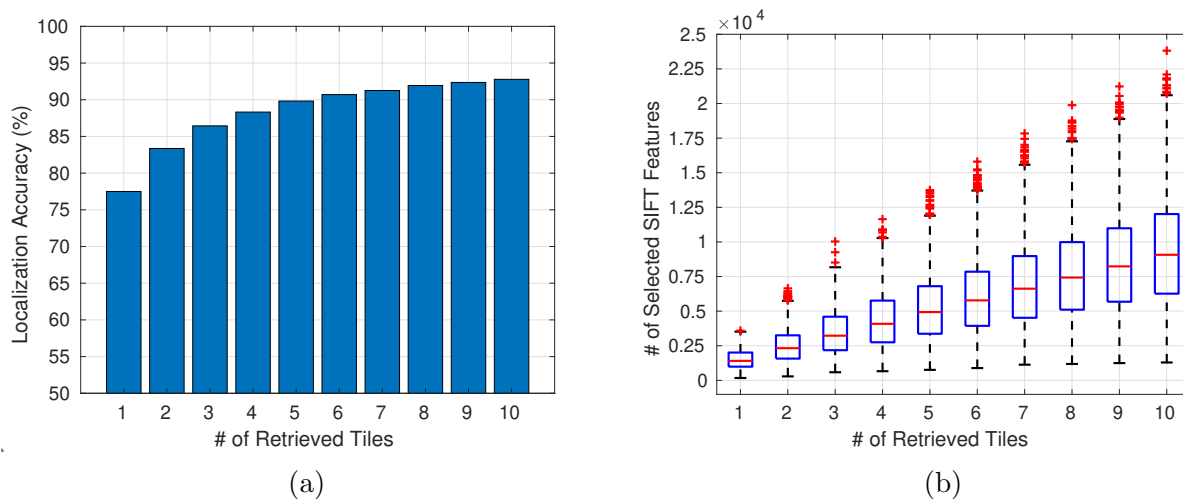 100
95
90
85
80
75
70
65
60
55
50
Localization Accuracy (%)
1 2 3 4 5 6 7 8 9 10
# of Retrieved Tiles
(a)
×10⁴
2.5
2.25
2
1.75
1.5
1.25
1
0.75
0.5
0.25
0
# of Selected SIFT Features
1 2 3 4 5 6 7 8 9 10
# of Retrieved Tiles
(b)